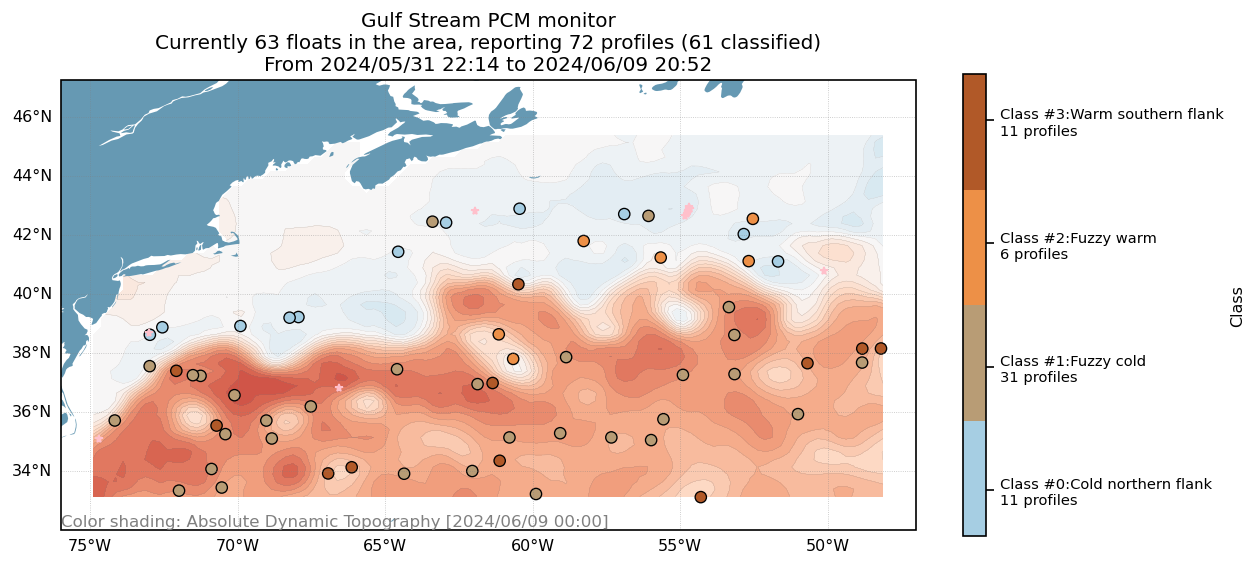 Gulf Stream PCM monitor
Currently 63 floats in the area, reporting 72 profiles (61 classified)
From 2024/05/31 22:14 to 2024/06/09 20:52
46°N
44°N
42°N
40°N
38°N
36°N
34°N
Color shading: Absolute Dynamic Topography [2024/06/09 00:00]
75°W
70°W
65°W
60°W
55°W
50°W
Class #3:Warm southern flank
11 profiles
Class #2:Fuzzy warm
6 profiles
Class #1:Fuzzy cold
31 profiles
Class #0:Cold northern flank
11 profiles
Class